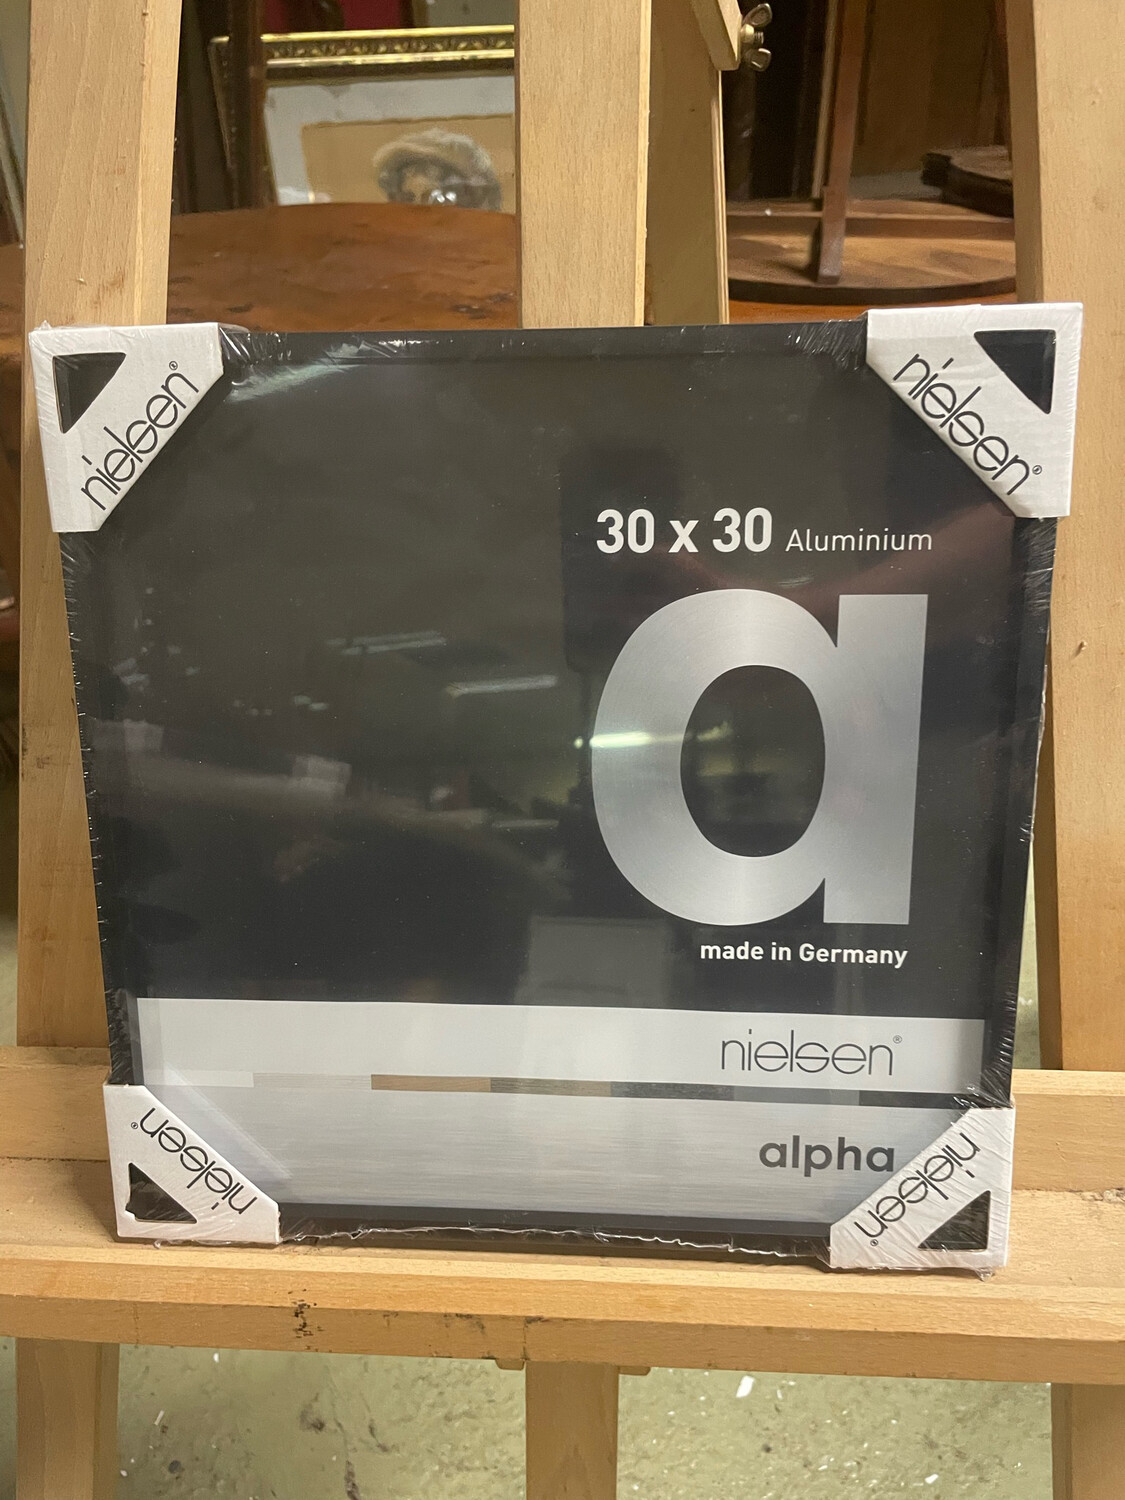 nielsen®
nielsen®
30 x 30 Aluminium
a
made in Germany
nielsen®
alpha
nielsen®
nielsen®